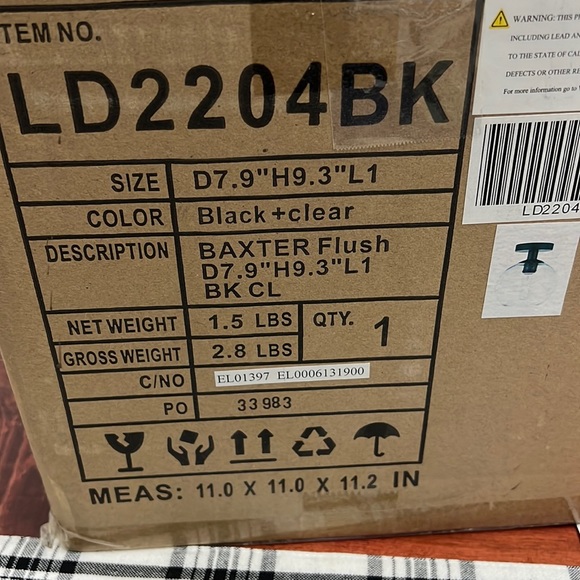 TEM NO.
LD2204BK
SIZE D7.9"H9.3"L1
COLOR Black+clear
DESCRIPTION BAXTER Flush
D7.9"H9.3"L1
BK CL
NET WEIGHT 1.5 LBS QTY. 1
GROSS WEIGHT 2.8 LBS
C/NO EL01397 EL0006131900
PO 33983
MEAS: 11.0 X 11.0 X 11.2 IN
WARNING: THIS P
INCLUDING LEAD AN
TO THE STATE OF CAL
DEFECTS OR OTHER RE
For more information go to
LD2204